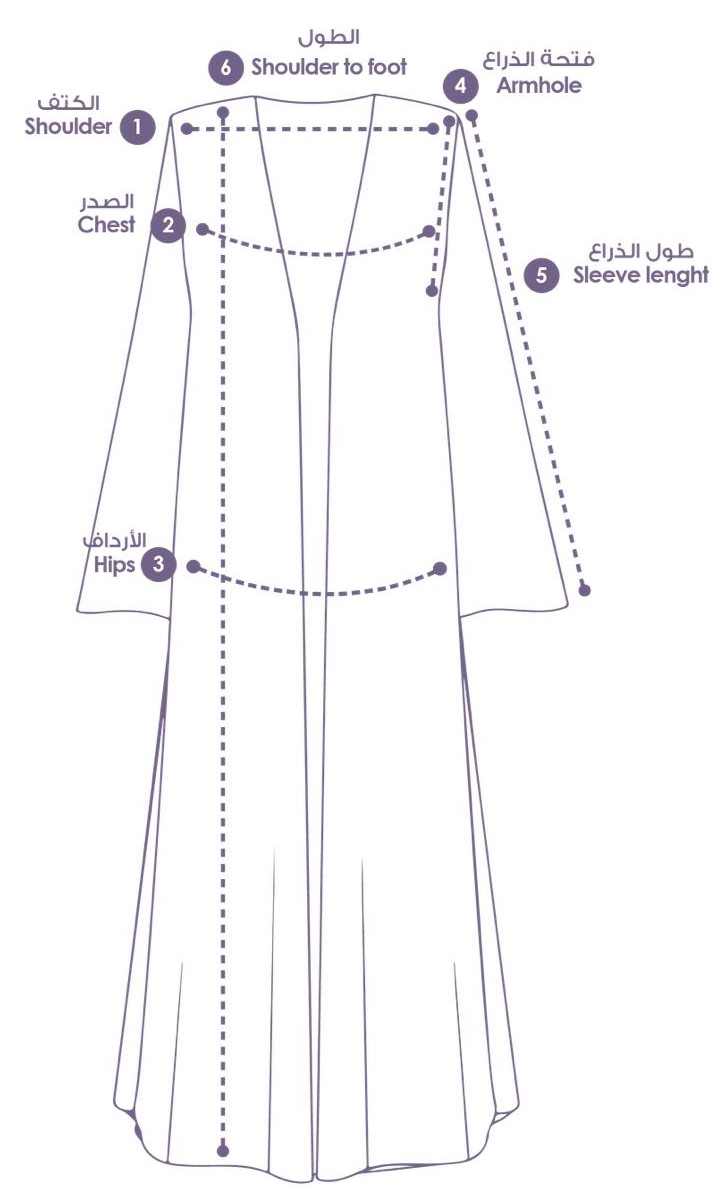 الطول
6 Shoulder to foot
فتحة الذراع
4 Armhole
الكتف
Shoulder 1
الصدر
Chest 2
طول الذراع
5 Sleeve lenght
الأرداف
Hips 3